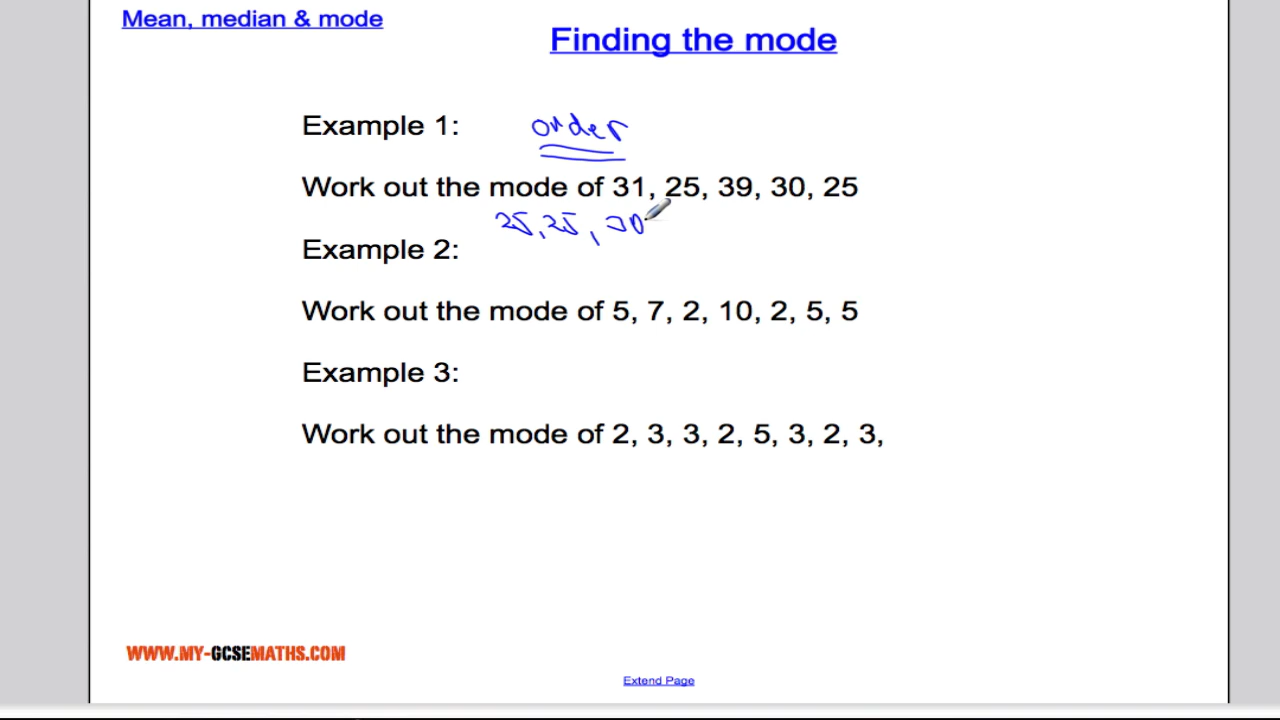 Mean, median & mode
Finding the mode
Example 1:
order
Work out the mode of 31, 25, 39, 30, 25
25, 25, 30
Example 2:
Work out the mode of 5, 7, 2, 10, 2, 5, 5
Example 3:
Work out the mode of 2, 3, 3, 2, 5, 3, 2, 3,
WWW.MY-GCSEMATHS.COM
Extend Page